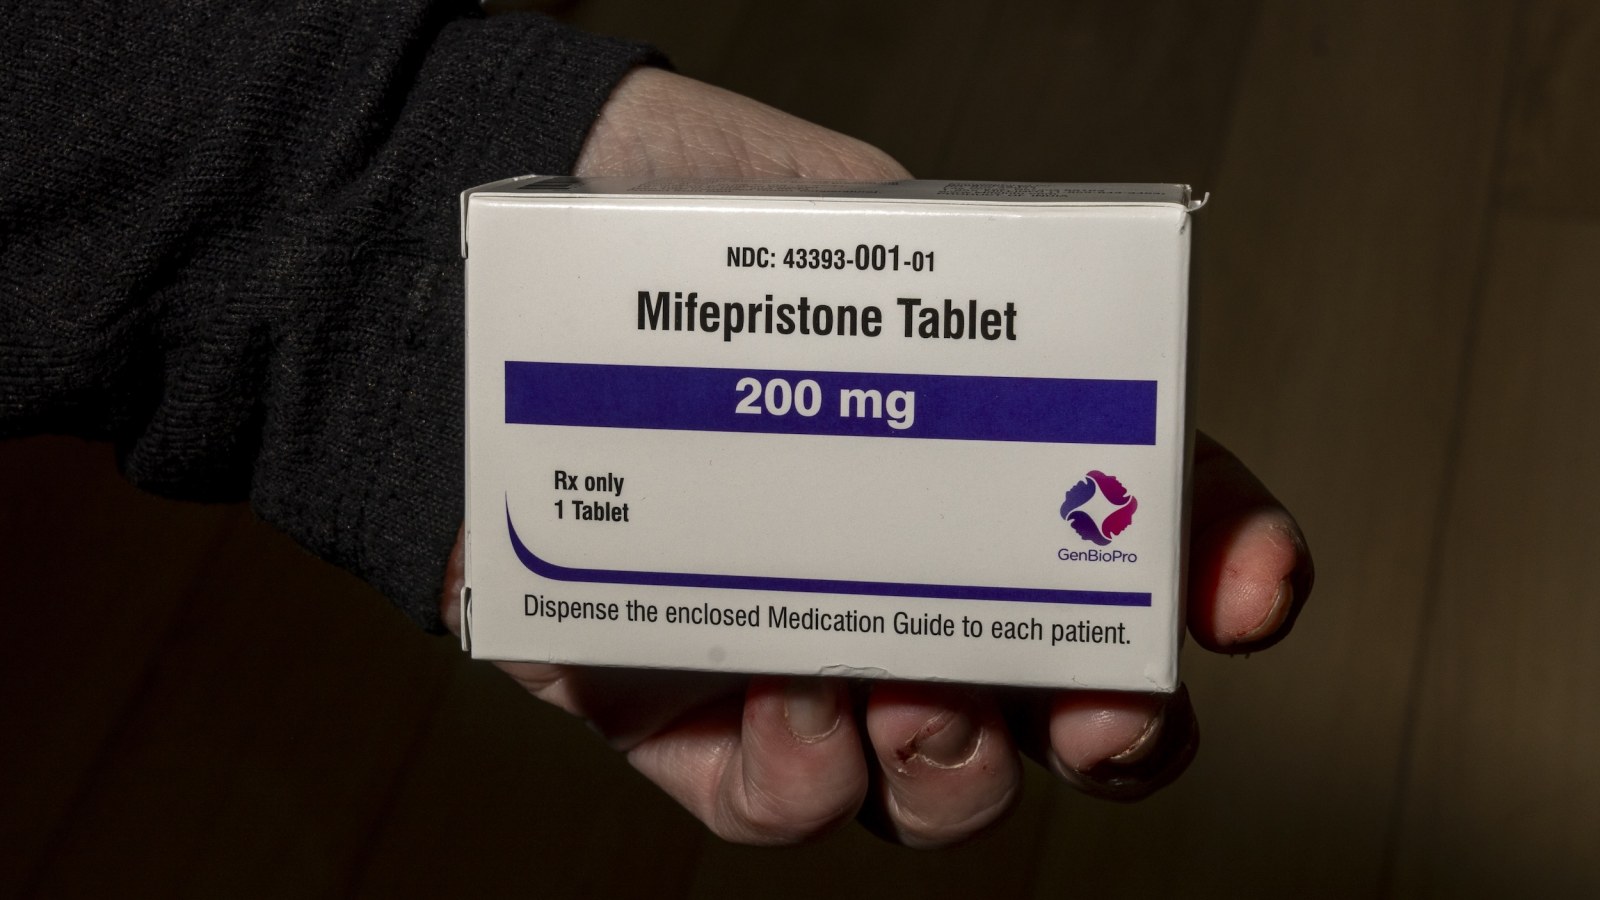 NDC: 43393-001-01
Mifepristone Tablet
200 mg
Rx only
1 Tablet
GenBioPro
Dispense the enclosed Medication Guide to each patient.